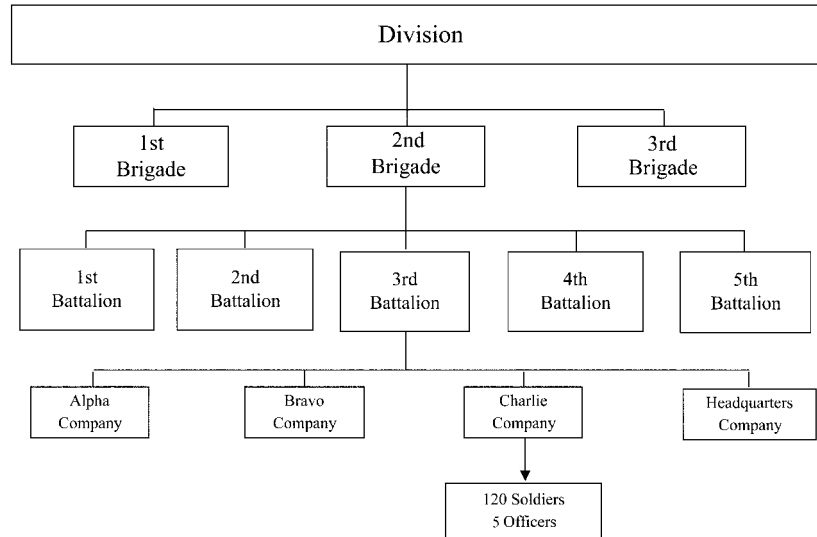 Division
1st
Brigade
2nd
Brigade
3rd
Brigade
1st
Battalion
2nd
Battalion
3rd
Battalion
4th
Battalion
5th
Battalion
Alpha
Company
Bravo
Company
Charlie
Company
Headquarters
Company
120 Soldiers
5 Officers